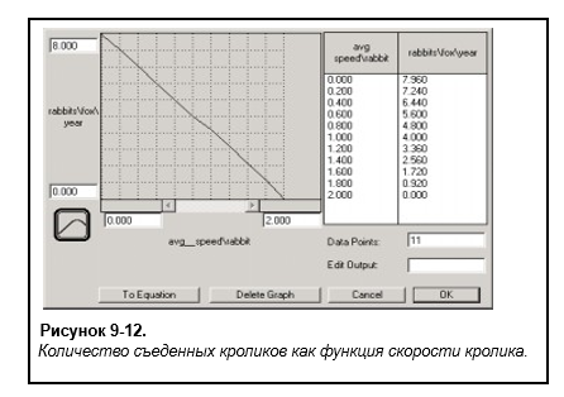 8.000
rabbits\fox\
year
0.000
0.000
2.000
avg__speed\rabbit
avg
speed\rabbit
rabbits\fox\year
0.000 7.960
0.200 7.240
0.400 6.440
0.600 5.600
0.800 4.800
1.000 4.000
1.200 3.360
1.400 2.560
1.600 1.720
1.800 0.920
2.000 0.000
Data Points: 11
Edit Output:
To Equation Delete Graph Cancel OK
Рисунок 9-12.
Количество съеденных кроликов как функция скорости кролика.